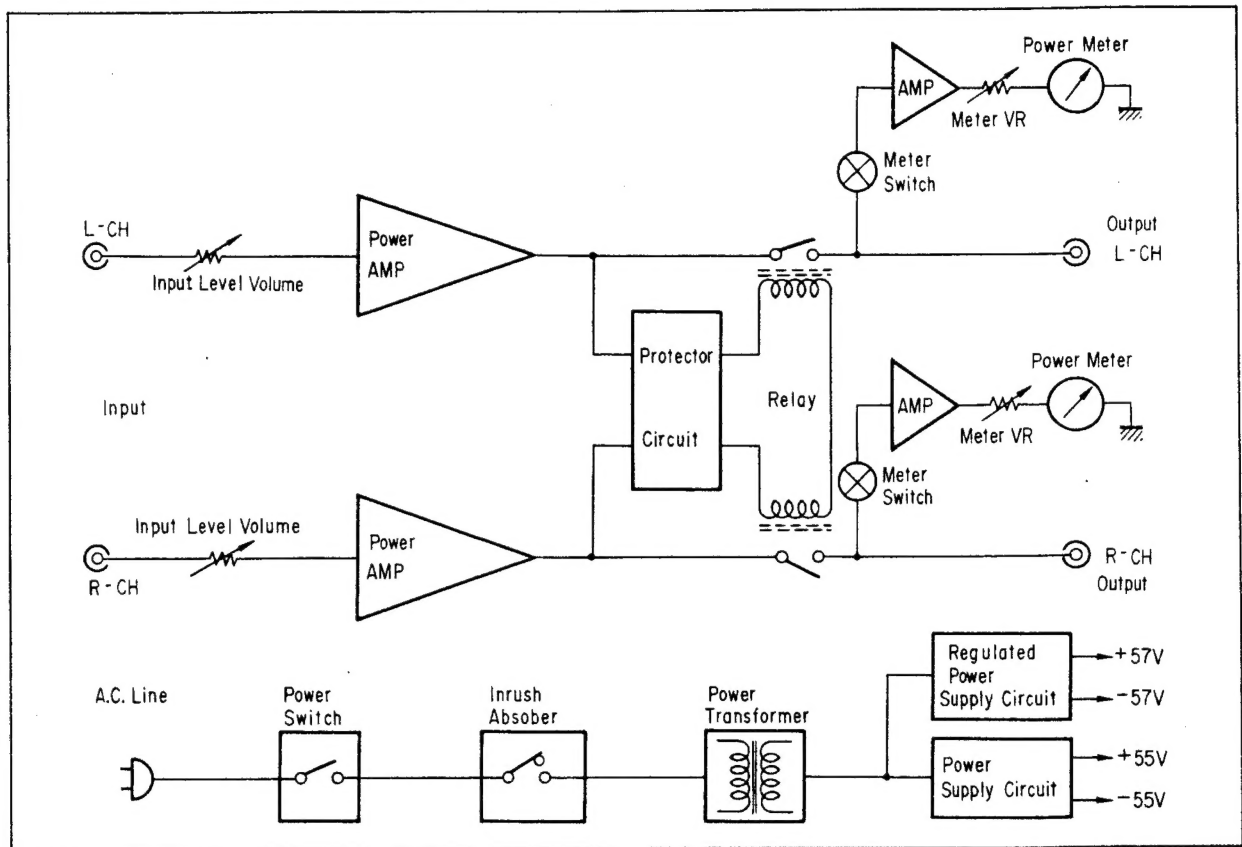 Power Meter
AMP
Meter VR
Meter
Switch
L-CH
Input Level Volume
Power
AMP
Output
L-CH
Protector
Circuit
Relay
Power Meter
AMP
Meter VR
Meter
Switch
Input
Input Level Volume
R-CH
Power
AMP
R-CH
Output
A.C. Line
Power
Switch
Inrush
Absober
Power
Transformer
Regulated
Power
Supply Circuit
+57V
-57V
Power
Supply Circuit
+55V
-55V